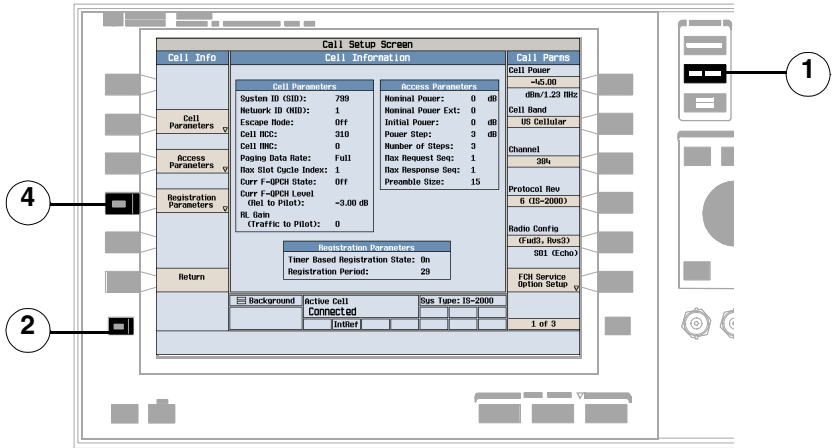 Call Setup Screen
Cell Info
Cell Information
Call Parms
Cell Parameters
System ID (SID): 799
Network ID (NID): 1
Escape Mode: Off
Cell MCC: 310
Cell MNC: 0
Paging Data Rate: Full
Max Slot Cycle Index: 1
Curr F-QPCH State: Off
Curr F-QPCH Level
(Rel to Pilot): -3.00 dB
RL Gain
(Traffic to Pilot): 0
Access Parameters
Nominal Power: 0 dB
Nominal Power Ext: 0
Initial Power: 0 dB
Power Step: 3 dB
Number of Steps: 3
Max Request Seq: 1
Max Response Seq: 1
Preamble Size: 15
Registration Parameters
Timer Based Registration State: On
Registration Period: 29
Cell
Parameters
Access
Parameters
Registration
Parameters
Return
Cell Power
-45.00
dBm/1.23 MHz
Cell Band
US Cellular
Channel
384
Protocol Rev
6 (IS-2000)
Radio Config
(Fwd3, Rvs3)
SO1 (Echo)
FCH Service
Option Setup
1 of 3
Background
Active Cell
Connected
Sys Type: IS-2000
IntRef
1
4
2